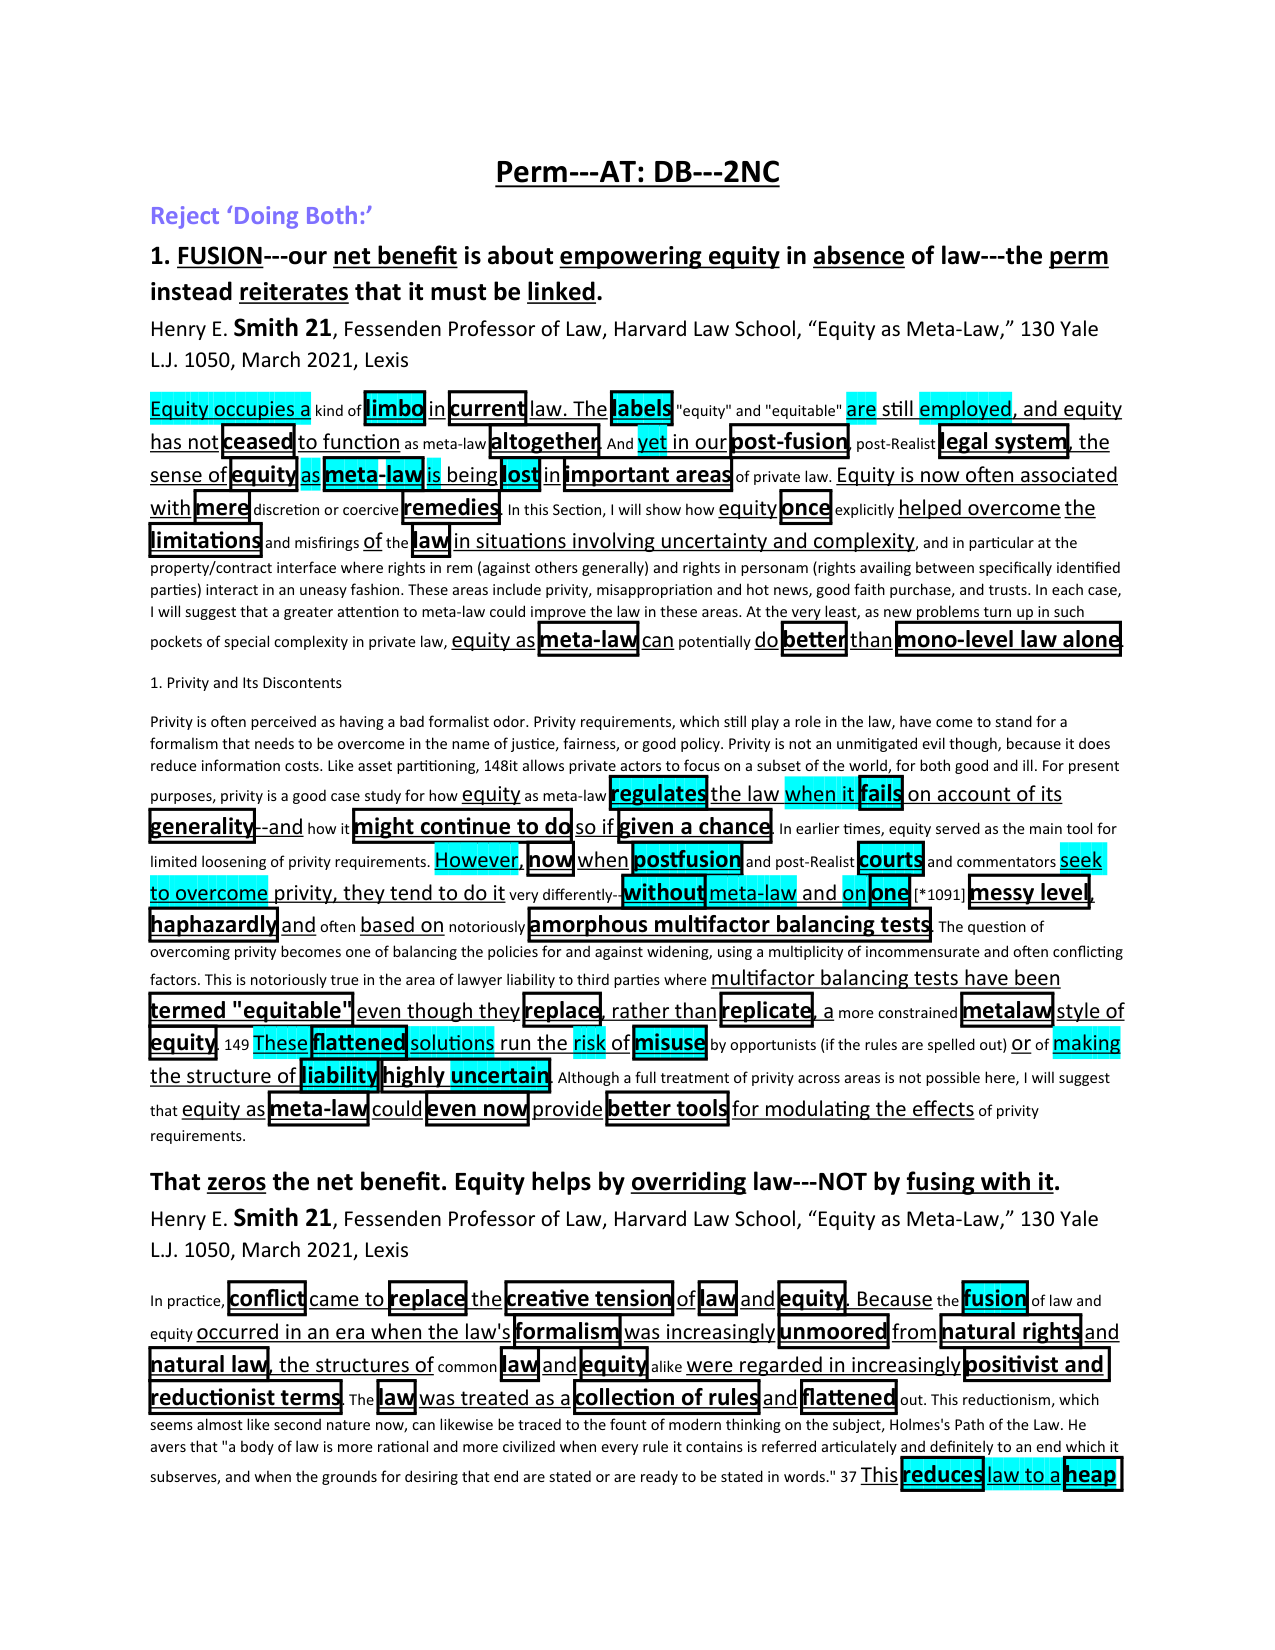 Perm---AT: DB---2NC
Reject ‘Doing Both:’
1. FUSION---our net benefit is about empowering equity in absence of law---the perm
instead reiterates that it must be linked.
Henry E. Smith 21, Fessenden Professor of Law, Harvard Law School, “Equity as Meta-Law,” 130 Yale
L.J. 1050, March 2021, Lexis
Equity occupies a kind of limbo in current law. The labels "equity" and "equitable" are still employed, and equity
has not ceased to function as meta-law altogether. And yet in our post-fusion, post-Realist legal system, the
sense of equity as meta-law is being lost in important areas of private law. Equity is now often associated
with mere discretion or coercive remedies. In this Section, I will show how equity once explicitly helped overcome the
limitations and misfirings of the law in situations involving uncertainty and complexity, and in particular at the
property/contract interface where rights in rem (against others generally) and rights in personam (rights availing between specifically identified
parties) interact in an uneasy fashion. These areas include privity, misappropriation and hot news, good faith purchase, and trusts. In each case,
I will suggest that a greater attention to meta-law could improve the law in these areas. At the very least, as new problems turn up in such
pockets of special complexity in private law, equity as meta-law can potentially do better than mono-level law alone.
1. Privity and Its Discontents
Privity is often perceived as having a bad formalist odor. Privity requirements, which still play a role in the law, have come to stand for a
formalism that needs to be overcome in the name of justice, fairness, or good policy. Privity is not an unmitigated evil though, because it does
reduce information costs. Like asset partitioning, 148it allows private actors to focus on a subset of the world, for both good and ill. For present
purposes, privity is a good case study for how equity as meta-law regulates the law when it fails on account of its
generality--and how it might continue to do so if given a chance. In earlier times, equity served as the main tool for
limited loosening of privity requirements. However, now when postfusion and post-Realist courts and commentators seek
to overcome privity, they tend to do it very differently--without meta-law and on one [*1091] messy level,
haphazardly and often based on notoriously amorphous multifactor balancing tests. The question of
overcoming privity becomes one of balancing the policies for and against widening, using a multiplicity of incommensurate and often conflicting
factors. This is notoriously true in the area of lawyer liability to third parties where multifactor balancing tests have been
termed "equitable" even though they replace, rather than replicate, a more constrained metalaw style of
equity. 149 These flattened solutions run the risk of misuse by opportunists (if the rules are spelled out) or of making
the structure of liability highly uncertain. Although a full treatment of privity across areas is not possible here, I will suggest
that equity as meta-law could even now provide better tools for modulating the effects of privity
requirements.
That zeros the net benefit. Equity helps by overriding law---NOT by fusing with it.
Henry E. Smith 21, Fessenden Professor of Law, Harvard Law School, “Equity as Meta-Law,” 130 Yale
L.J. 1050, March 2021, Lexis
In practice, conflict came to replace the creative tension of law and equity. Because the fusion of law and
equity occurred in an era when the law's formalism was increasingly unmoored from natural rights and
natural law, the structures of common law and equity alike were regarded in increasingly positivist and
reductionist terms. The law was treated as a collection of rules and flattened out. This reductionism, which
seems almost like second nature now, can likewise be traced to the fount of modern thinking on the subject, Holmes's Path of the Law. He
avers that "a body of law is more rational and more civilized when every rule it contains is referred articulately and definitely to an end which it
subserves, and when the grounds for desiring that end are stated or are ready to be stated in words." 37 This reduces law to a heap